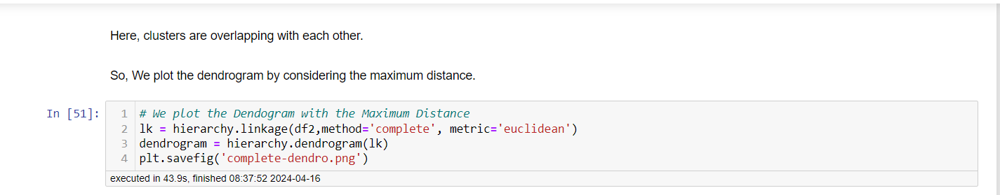 Here, clusters are overlapping with each other.
So, We plot the dendrogram by considering the maximum distance.
In [51]:
1 # We plot the Dendogram with the Maximum Distance
2 lk = hierarchy.linkage(df2,method='complete', metric='euclidean')
3 dendrogram = hierarchy.dendrogram(lk)
4 plt.savefig('complete-dendro.png')
executed in 43.9s, finished 08:37:52 2024-04-16